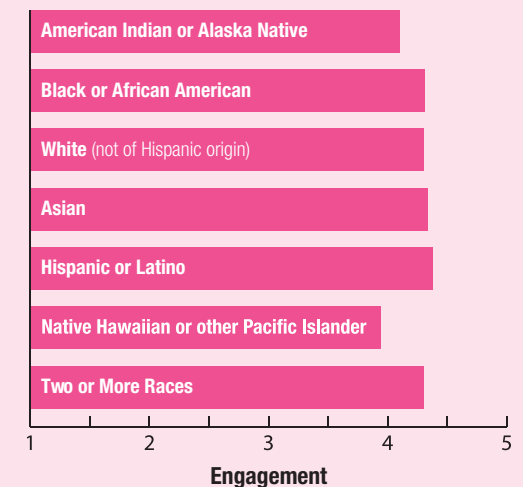 American Indian or Alaska Native
Black or African American
White (not of Hispanic origin)
Asian
Hispanic or Latino
Native Hawaiian or other Pacific Islander
Two or More Races
1 2 3 4 5
Engagement